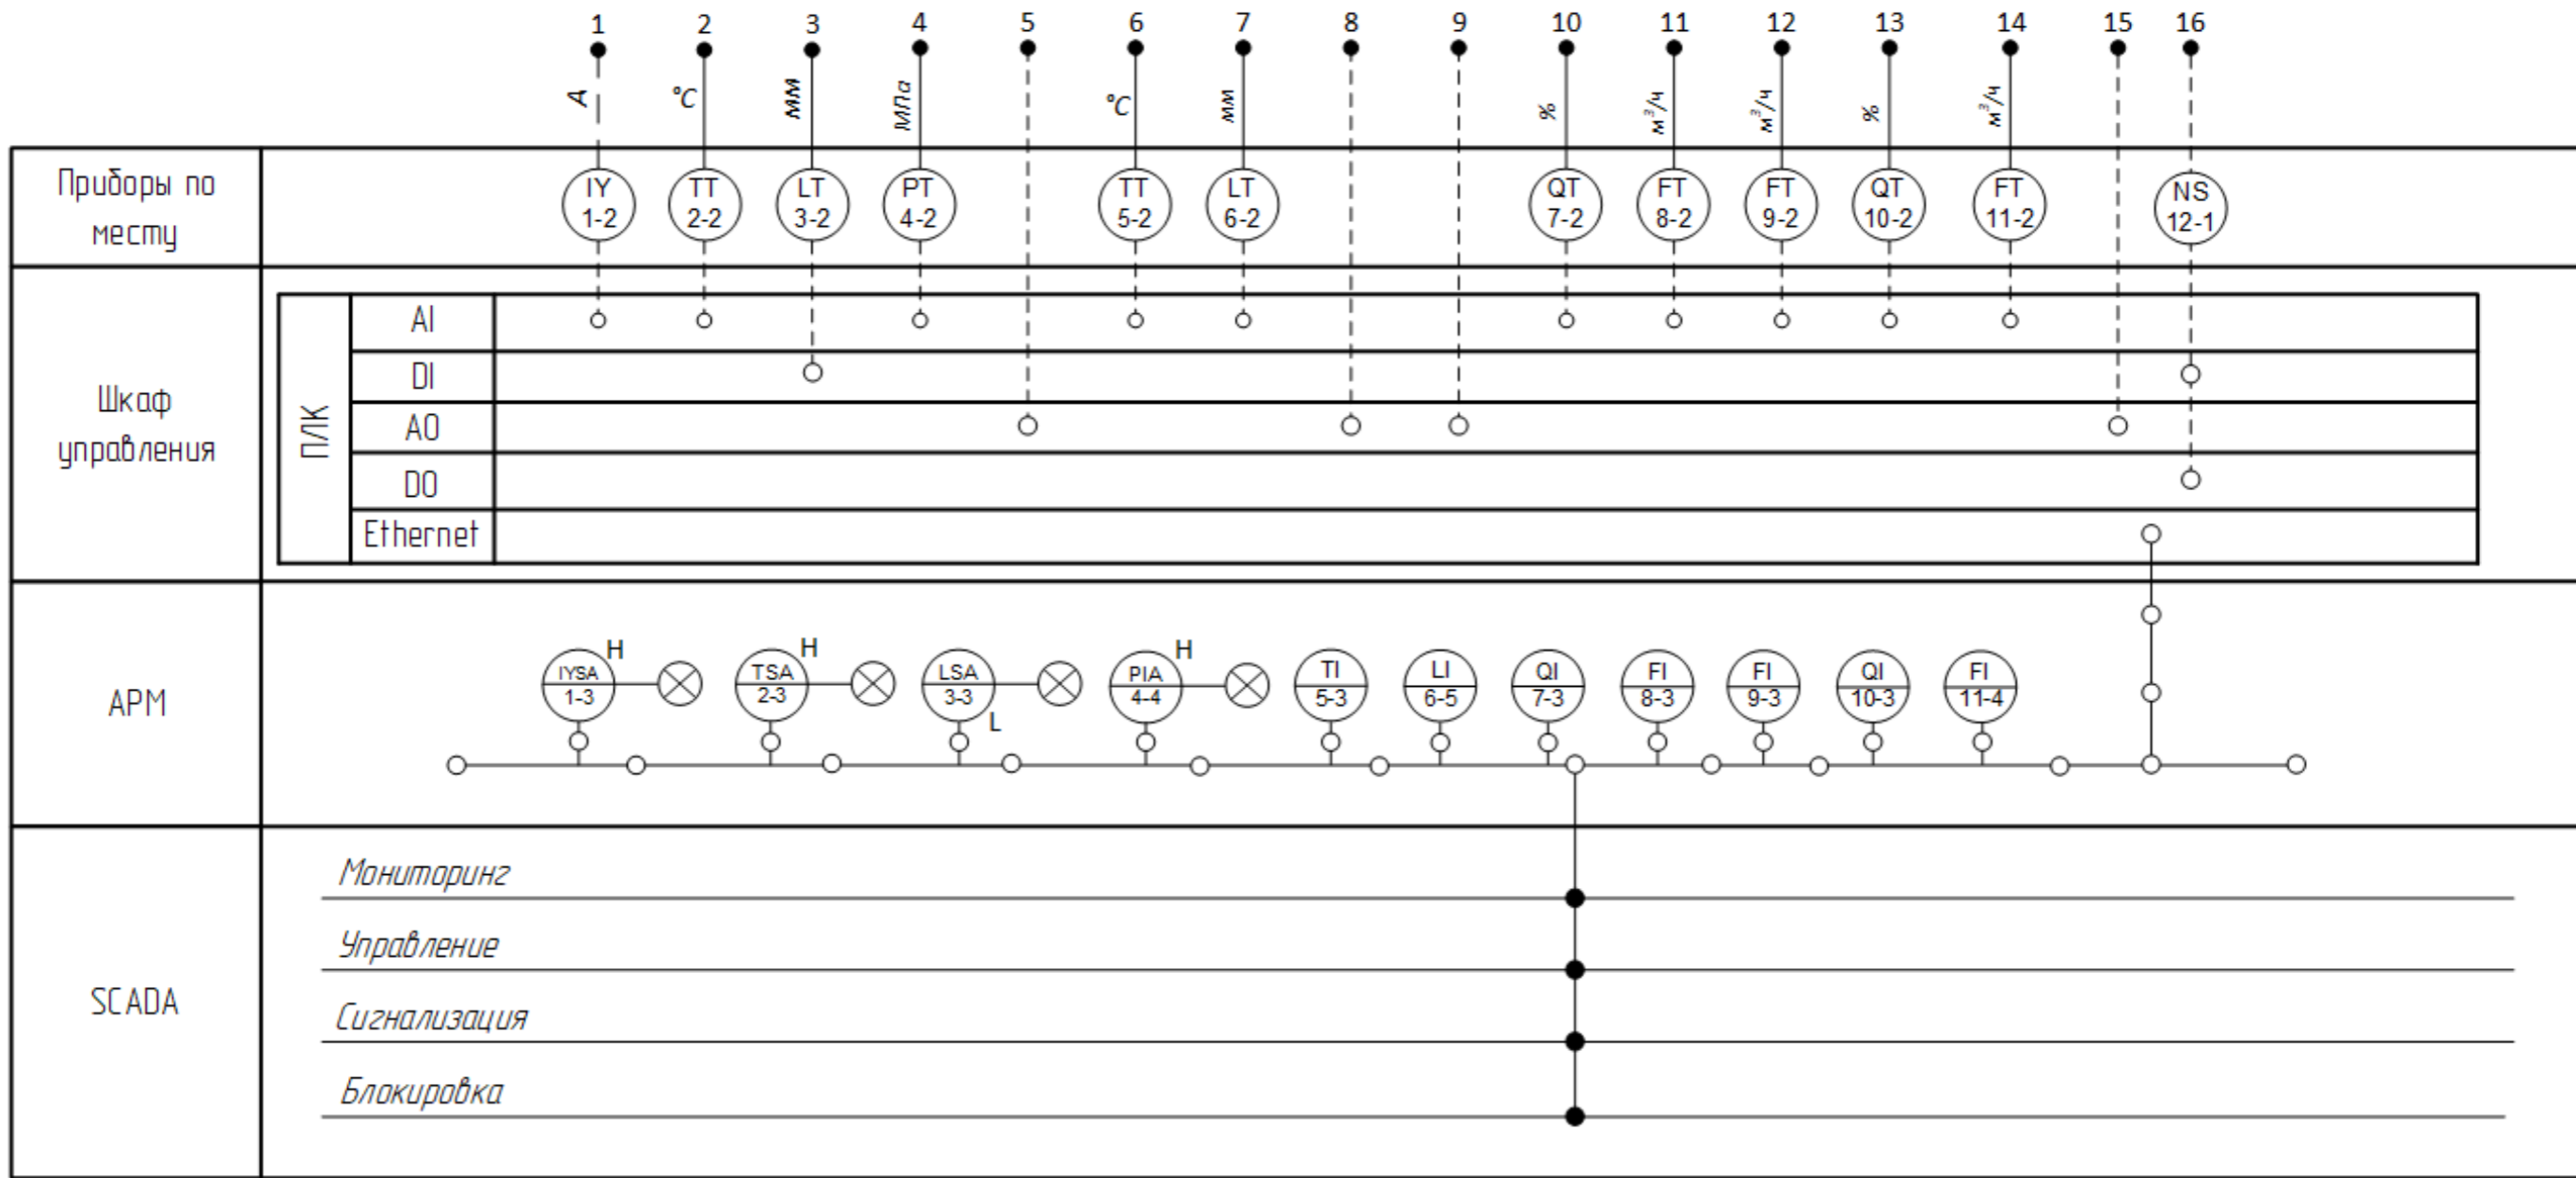 1 2 3 4 5 6 7 8 9 10 11 12 13 14 15 16
А °С мм МПа °С мм % м³/ч м³/ч % м³/ч
Приборы по
месту
IY TT LT PT TT LT QT FT FT QT FT NS
1-2 2-2 3-2 4-2 5-2 6-2 7-2 8-2 9-2 10-2 11-2 12-1
Шкаф
управления
ПЛК
AI
DI
AO
DO
Ethernet
АРМ
H H H
IYSA TSA LSA PIA TI LI QI FI FI QI FI
1-3 2-3 3-3 4-4 5-3 6-5 7-3 8-3 9-3 10-3 11-4
L
SCADA
Мониторинг
Управление
Сигнализация
Блокировка